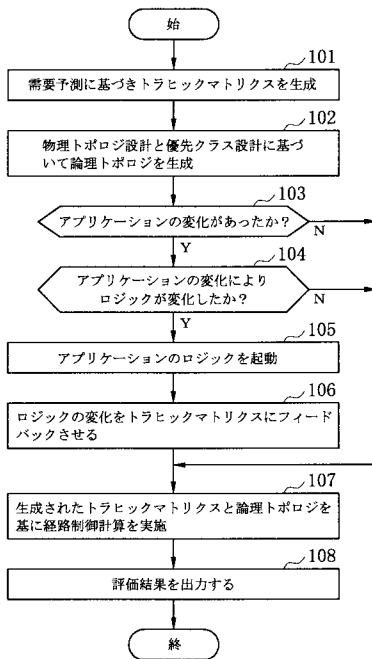 始
101
需要予測に基づきトラヒックマトリクスを生成
102
物理トポロジ設計と優先クラス設計に基づ
いて論理トポロジを生成
103
アプリケーションの変化があったか?
N
Y
104
アプリケーションの変化により
ロジックが変化したか?
N
Y
105
アプリケーションのロジックを起動
106
ロジックの変化をトラヒックマトリクスにフィード
バックさせる
107
生成されたトラヒックマトリクスと論理トポロジを
基に経路制御計算を実施
108
評価結果を出力する
終